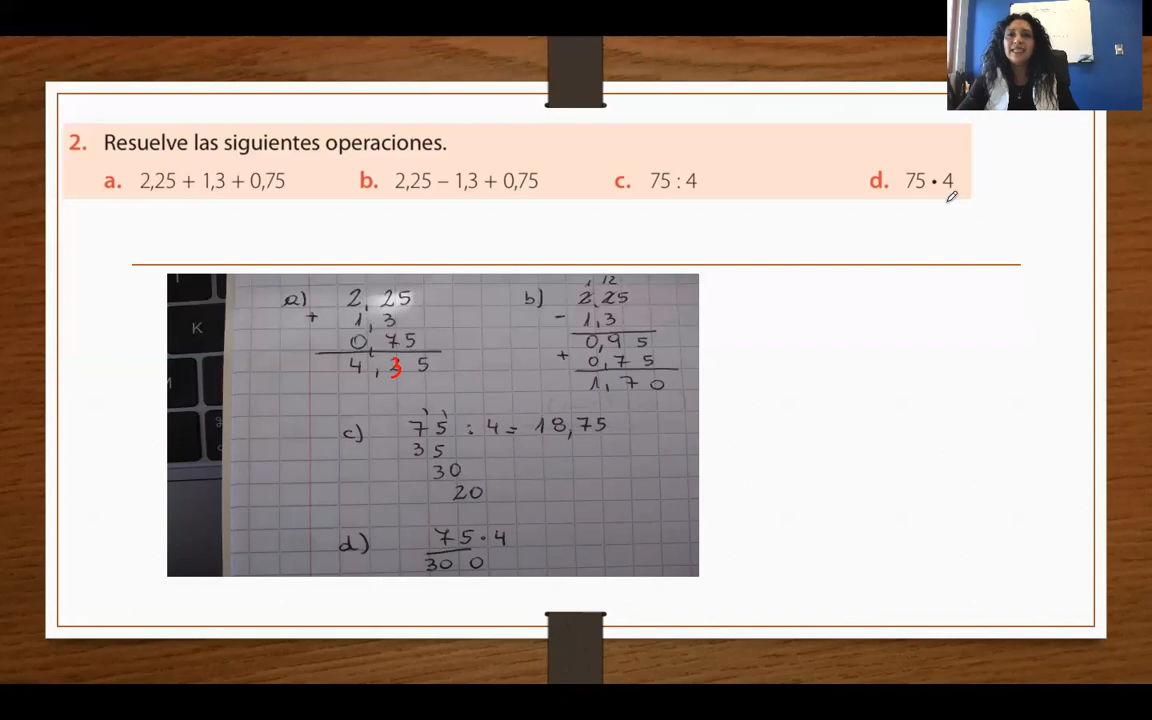 2. Resuelve las siguientes operaciones.
a. 2,25 + 1,3 + 0,75
b. 2,25 – 1,3 + 0,75
c. 75 : 4
d. 75 • 4
K
a) 2,25
+ 1,3
0,75
4,35
b) 1 12
2,25
- 1,3
0,95
+ 0,75
1,70
c) 75 : 4 = 18,75
35
30
20
d) 75 · 4
300